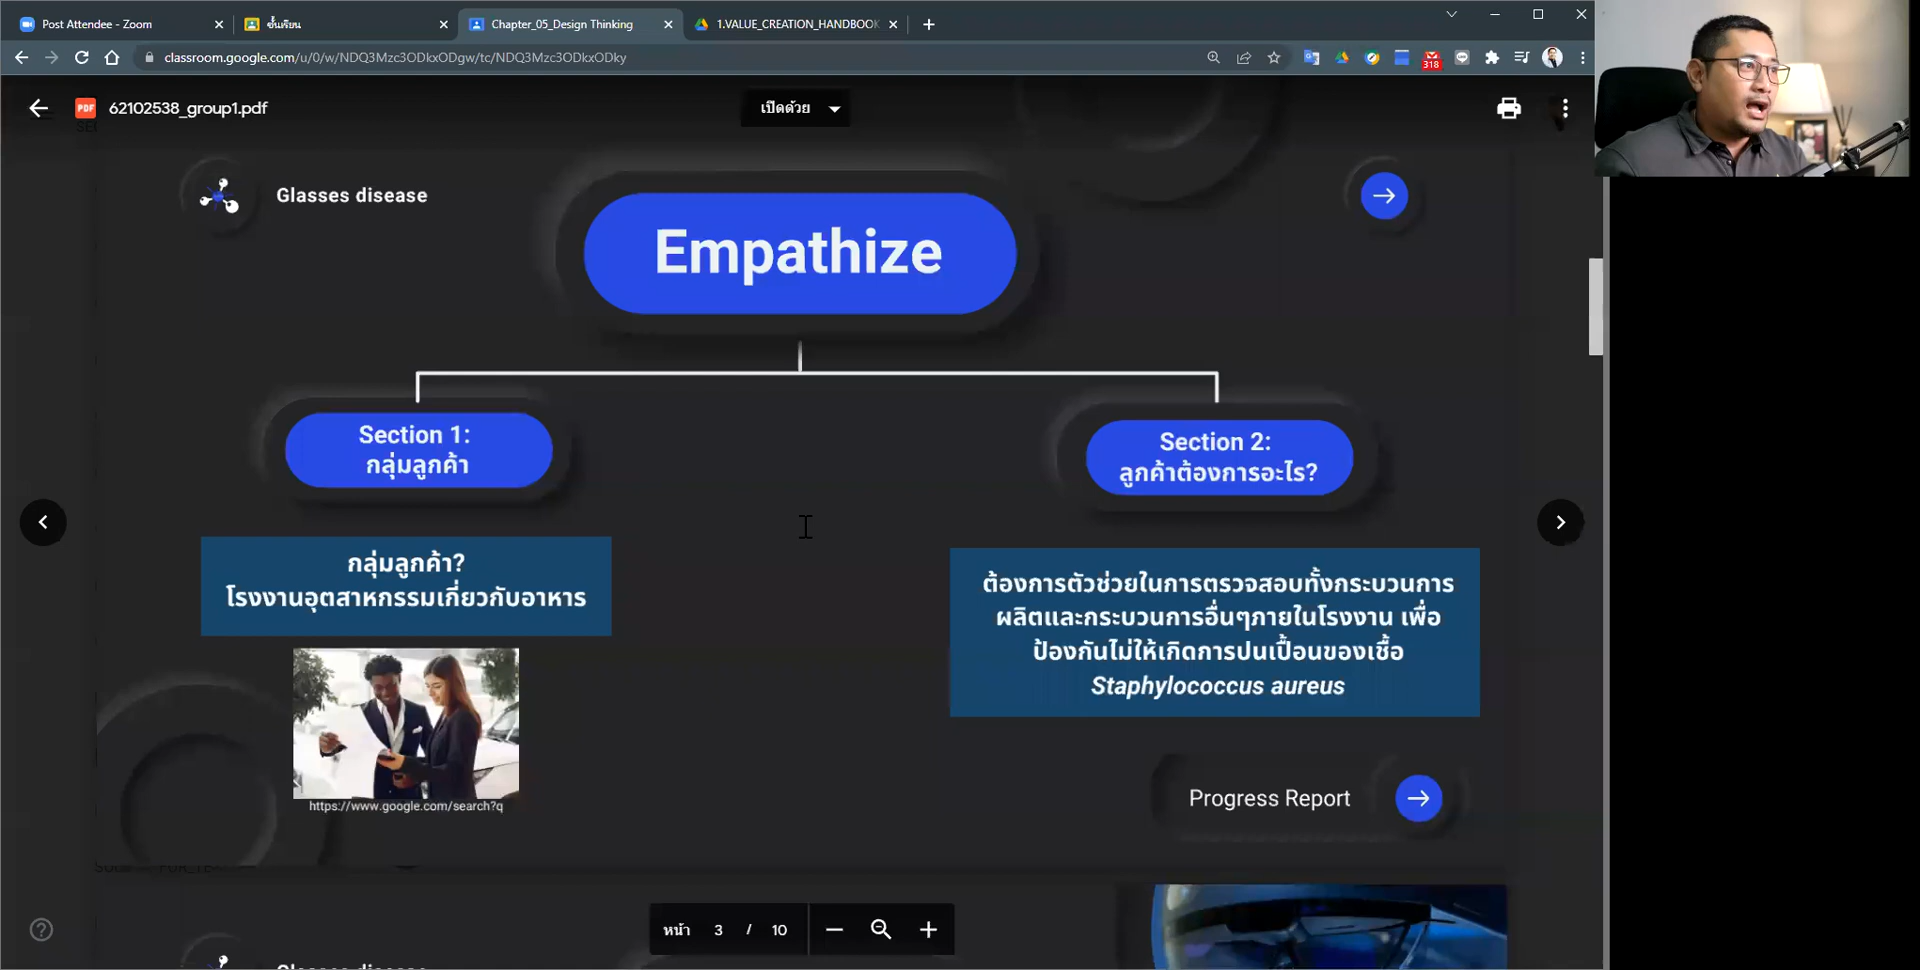 Post Attendee - Zoom
ชั้นเรียน
Chapter_05_Design Thinking
1.VALUE_CREATION_HANDBOOK
classroom.google.com/u/0/w/NDQ3Mzc3ODkxODgw/tc/NDQ3Mzc3ODkxODky
318
PDF
62102538_group1.pdf
เปิดด้วย
Glasses disease
Empathize
Section 1:
กลุ่มลูกค้า
Section 2:
ลูกค้าต้องการอะไร?
กลุ่มลูกค้า?
โรงงานอุตสาหกรรมเกี่ยวกับอาหาร
ต้องการตัวช่วยในการตรวจสอบทั้งกระบวนการ
ผลิตและกระบวนการอื่นๆภายในโรงงาน เพื่อ
ป้องกันไม่ให้เกิดการปนเปื้อนของเชื้อ
Staphylococcus aureus
https://www.google.com/search?q
Progress Report
หน้า 3 / 10